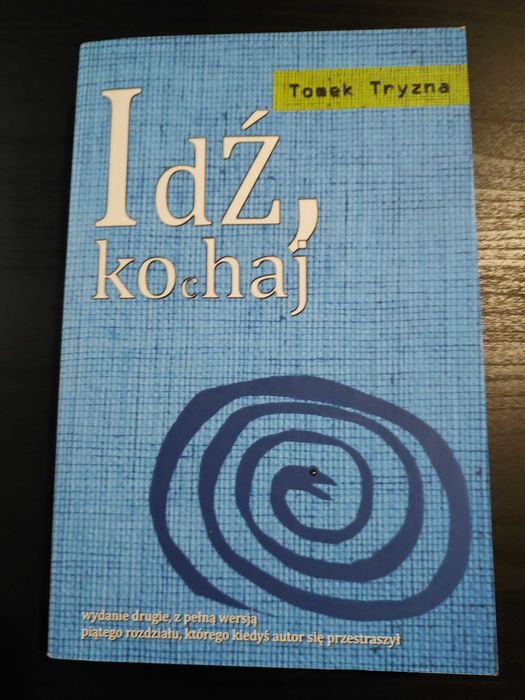 Tomek Tryzna
Idź,
kochaj
wydanie drugie, z pełną wersją
piątego rozdziału, którego kiedyś autor się przestraszył